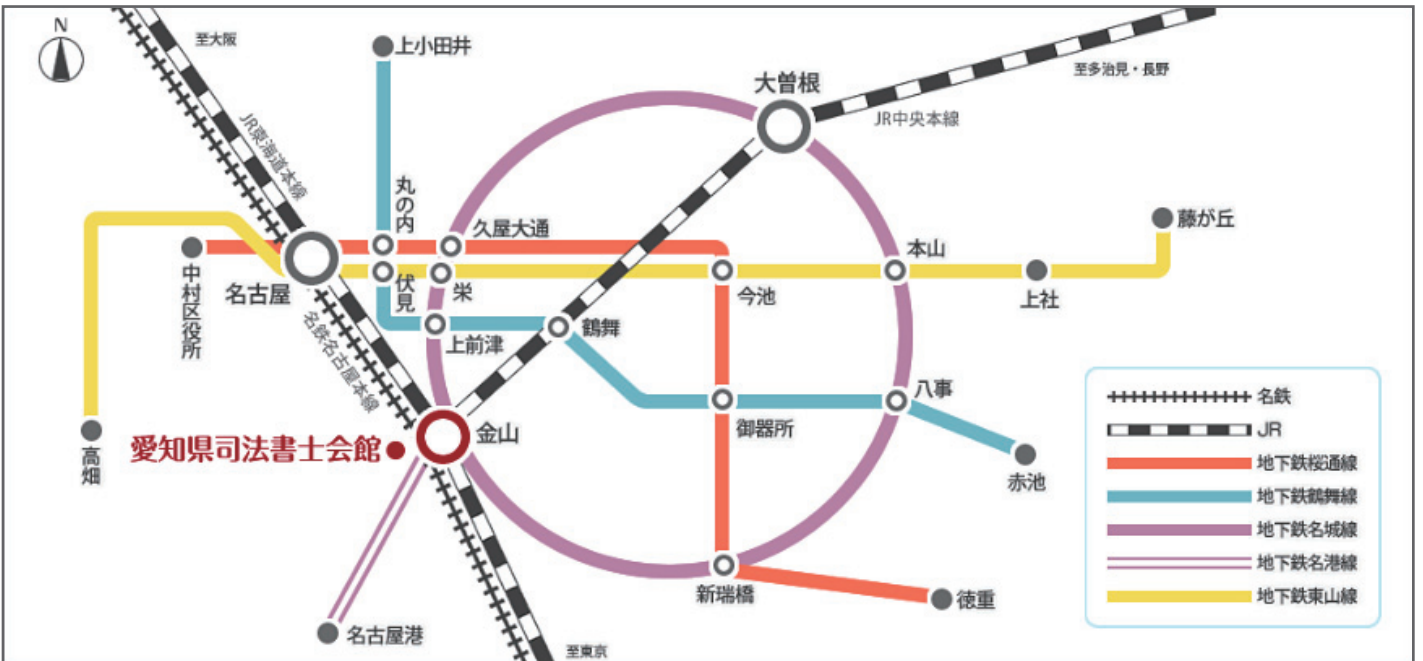 N
至大阪
上小田井
大曽根
至多治見・長野
JR中央本線
JR東海道本線
丸の内
久屋大通
本山
藤が丘
中村区役所
名古屋
伏見
栄
今池
上社
上前津
鶴舞
名鉄名古屋本線
八事
愛知県司法書士会館
金山
御器所
高畑
赤池
新瑞橋
徳重
名古屋港
至東京
名鉄
JR
地下鉄桜通線
地下鉄鶴舞線
地下鉄名城線
地下鉄名港線
地下鉄東山線